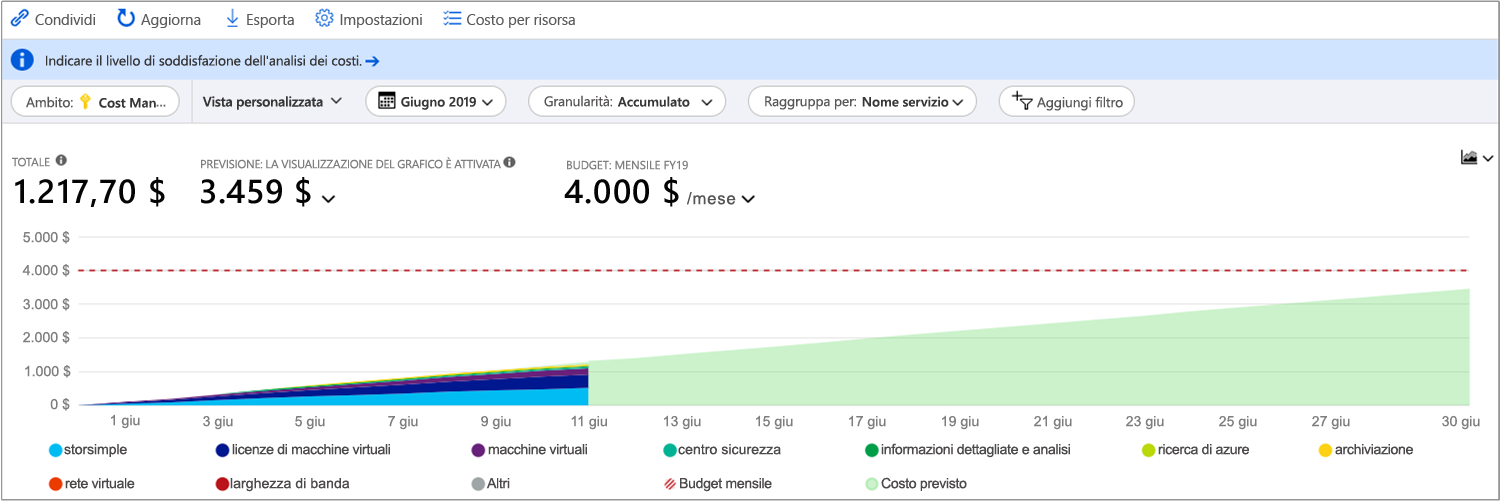 Condividi Aggiorna Esporta Impostazioni Costo per risorsa
Indicare il livello di soddisfazione dell'analisi dei costi.
Ambito: Cost Man... Vista personalizzata Giugno 2019 Granularità: Accumulato Raggruppa per: Nome servizio Aggiungi filtro
TOTALE PREVISIONE: LA VISUALIZZAZIONE DEL GRAFICO È ATTIVATA BUDGET: MENSILE FY19
1.217,70 $ 3.459 $ 4.000 $ /mese
5.000 $
4.000 $
3.000 $
2.000 $
1.000 $
0 $
1 giu 3 giu 5 giu 7 giu 9 giu 11 giu 13 giu 15 giu 17 giu 19 giu 21 giu 23 giu 25 giu 27 giu 30 giu
storsimple licenze di macchine virtuali macchine virtuali centro sicurezza informazioni dettagliate e analisi ricerca di azure archiviazione
rete virtuale larghezza di banda Altri Budget mensile Costo previsto